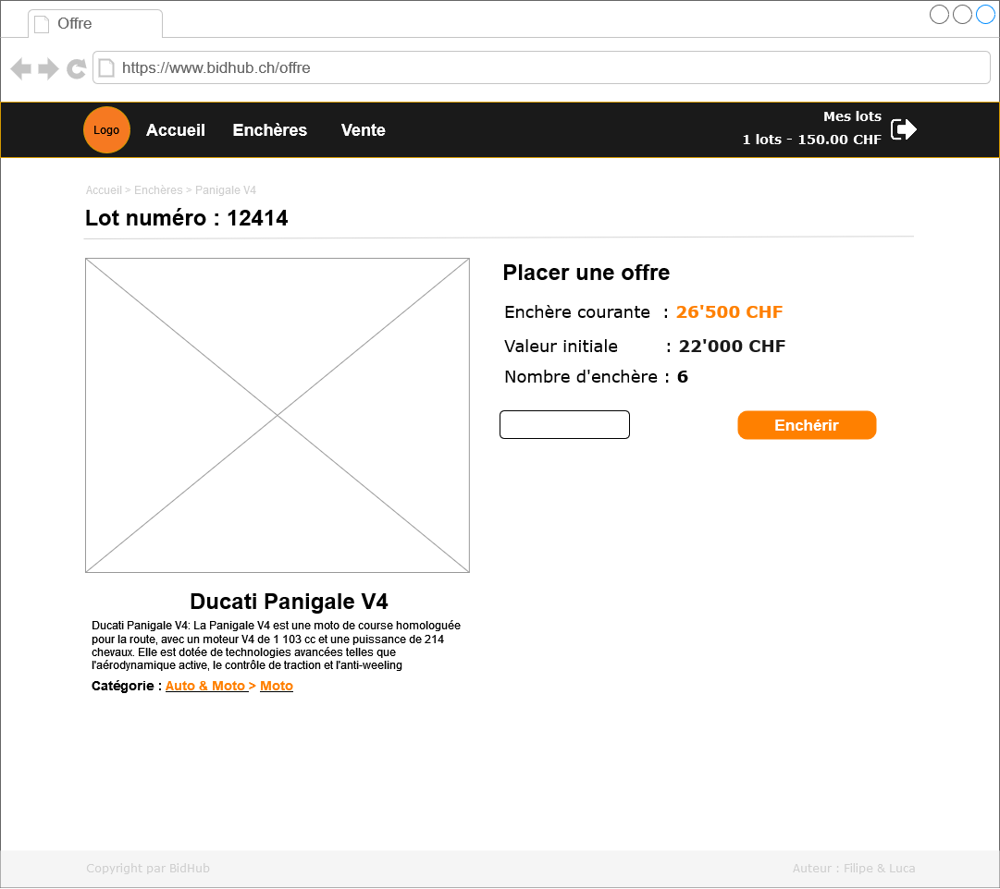 Offre
https://www.bidhub.ch/offre
Logo
Accueil
Enchères
Vente
Mes lots
1 lots - 150.00 CHF
Accueil > Enchères > Panigale V4
Lot numéro : 12414
Placer une offre
Enchère courante : 26'500 CHF
Valeur initiale : 22'000 CHF
Nombre d'enchère : 6
Enchérir
Ducati Panigale V4
Ducati Panigale V4: La Panigale V4 est une moto de course homologuée
pour la route, avec un moteur V4 de 1 103 cc et une puissance de 214
chevaux. Elle est dotée de technologies avancées telles que
l'aérodynamique active, le contrôle de traction et l'anti-weeling
Catégorie : Auto & Moto > Moto
Copyright par BidHub
Auteur : Filipe & Luca